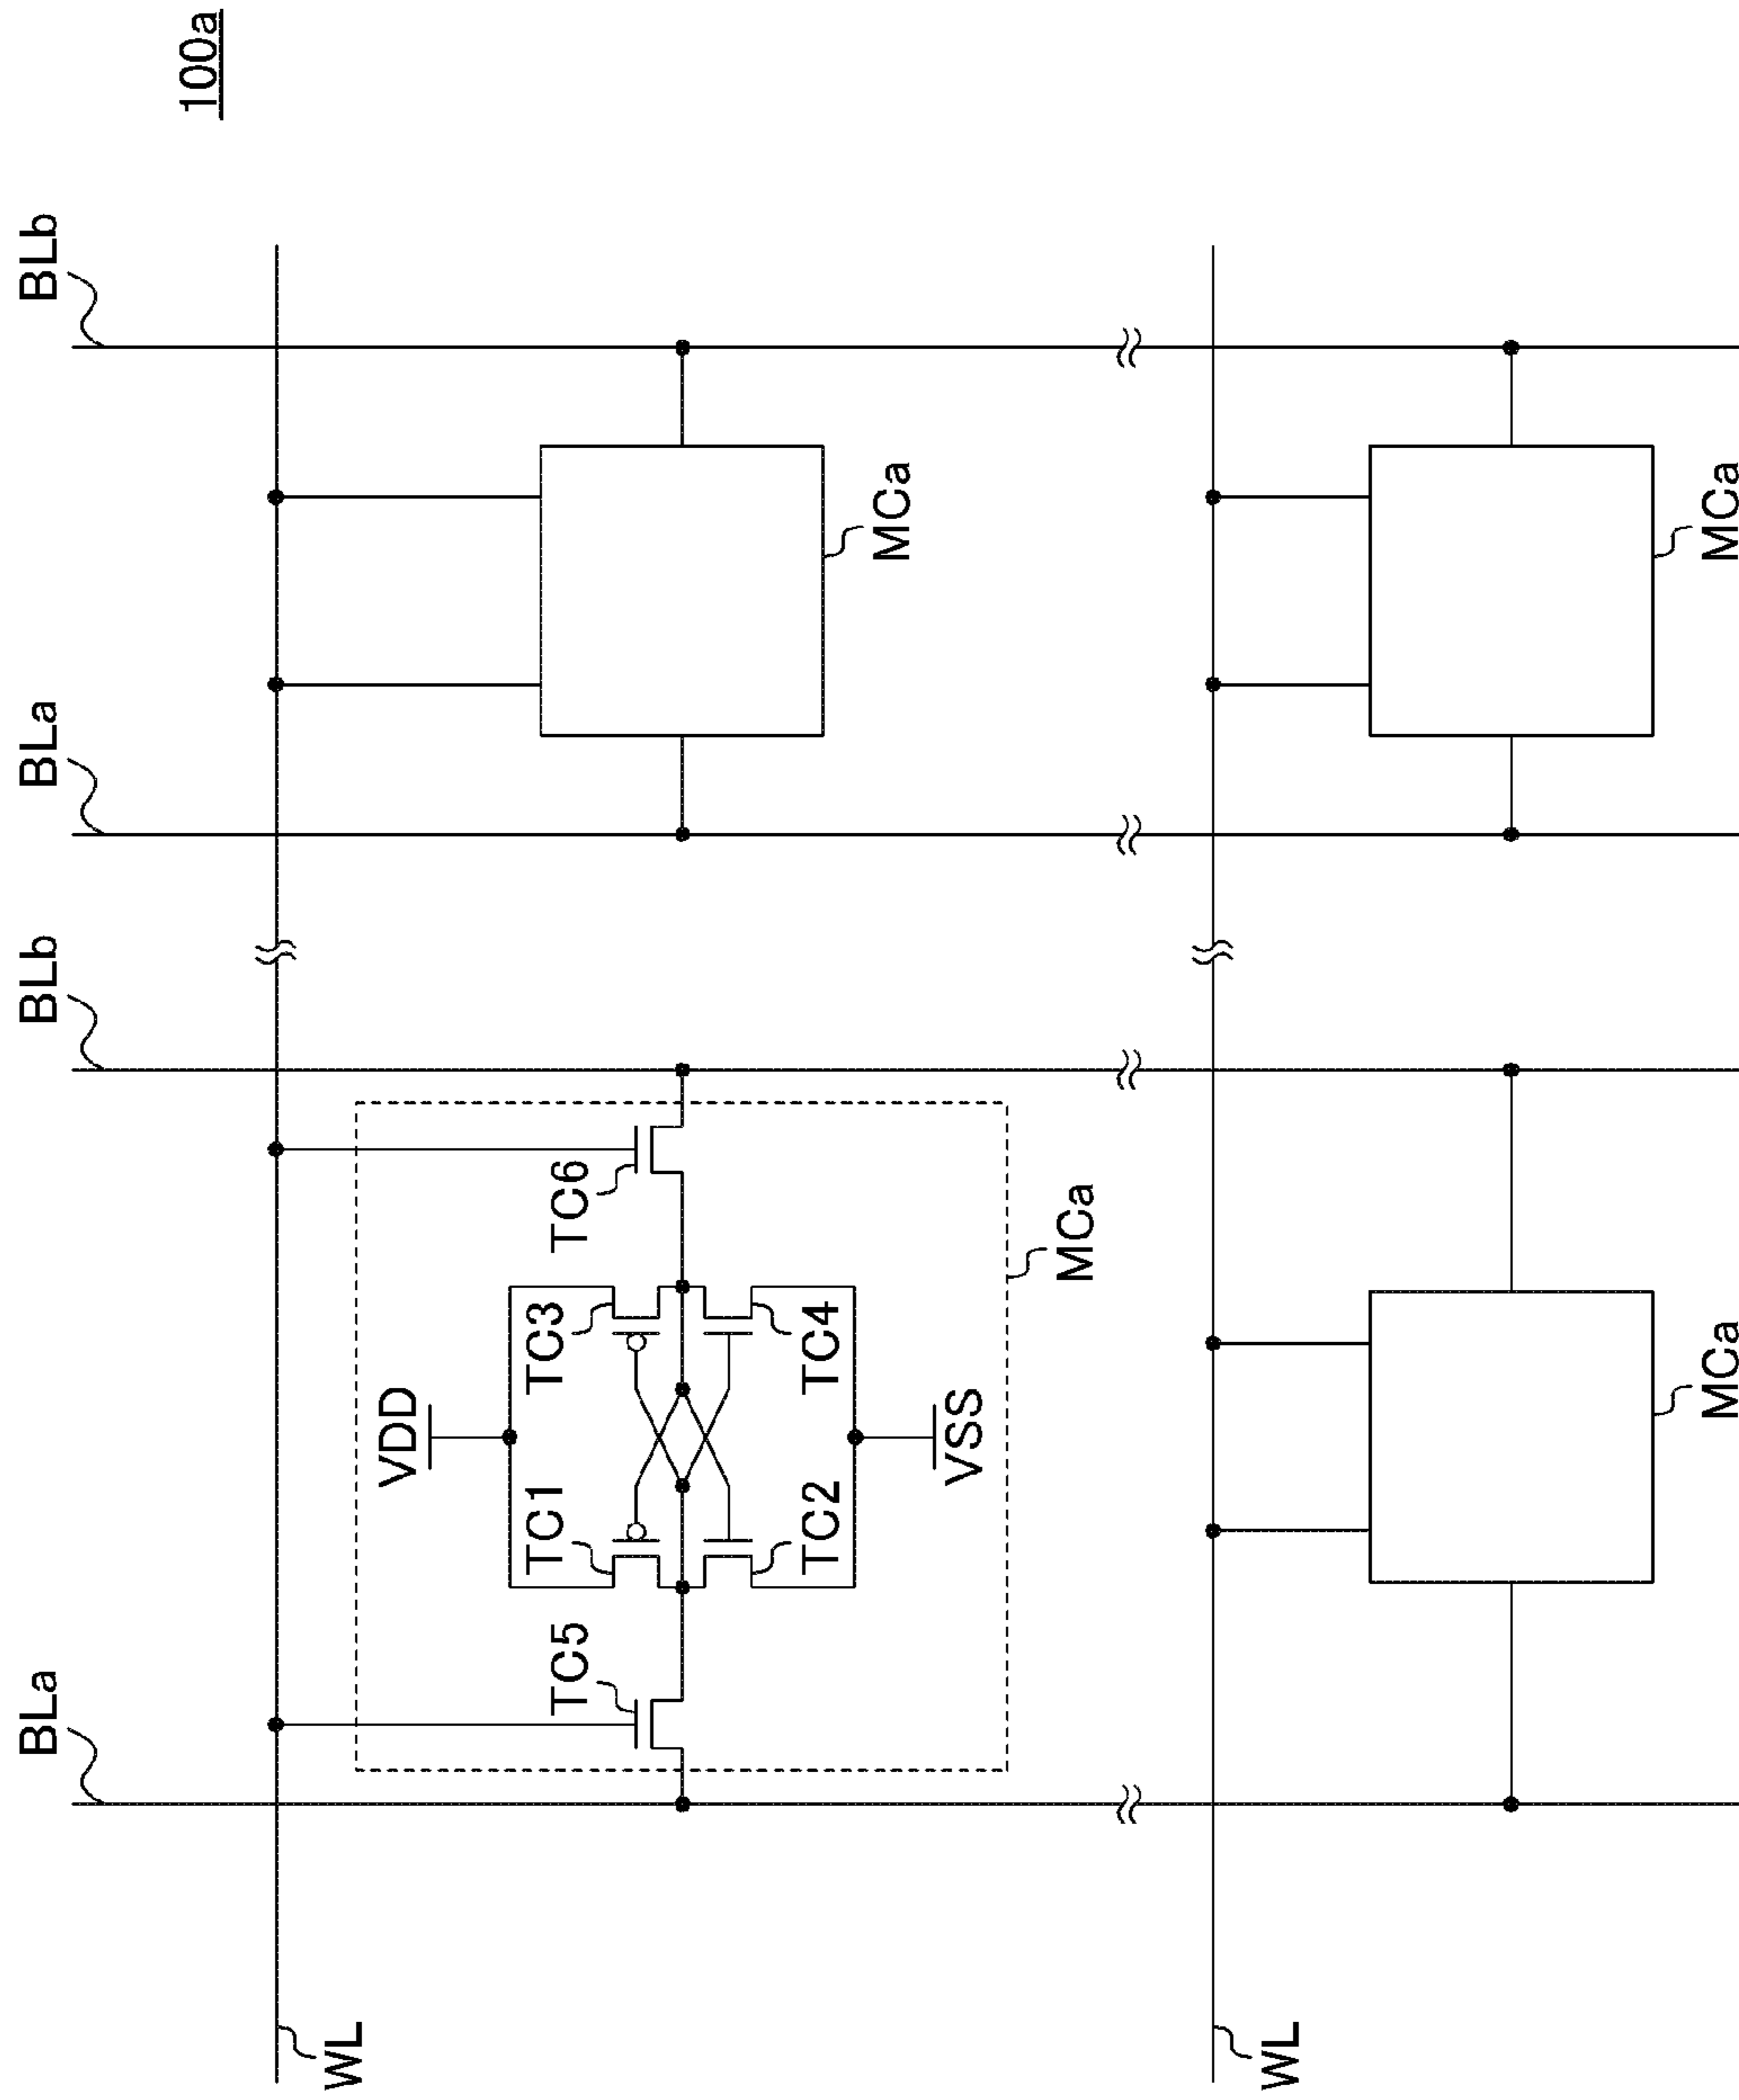 100a
BLa
BLb
BLa
BLb
WL
VDD
TC5
TC1
TC3
TC6
TC2
TC4
MCa
VSS
MCa
WL
MCa
MCa